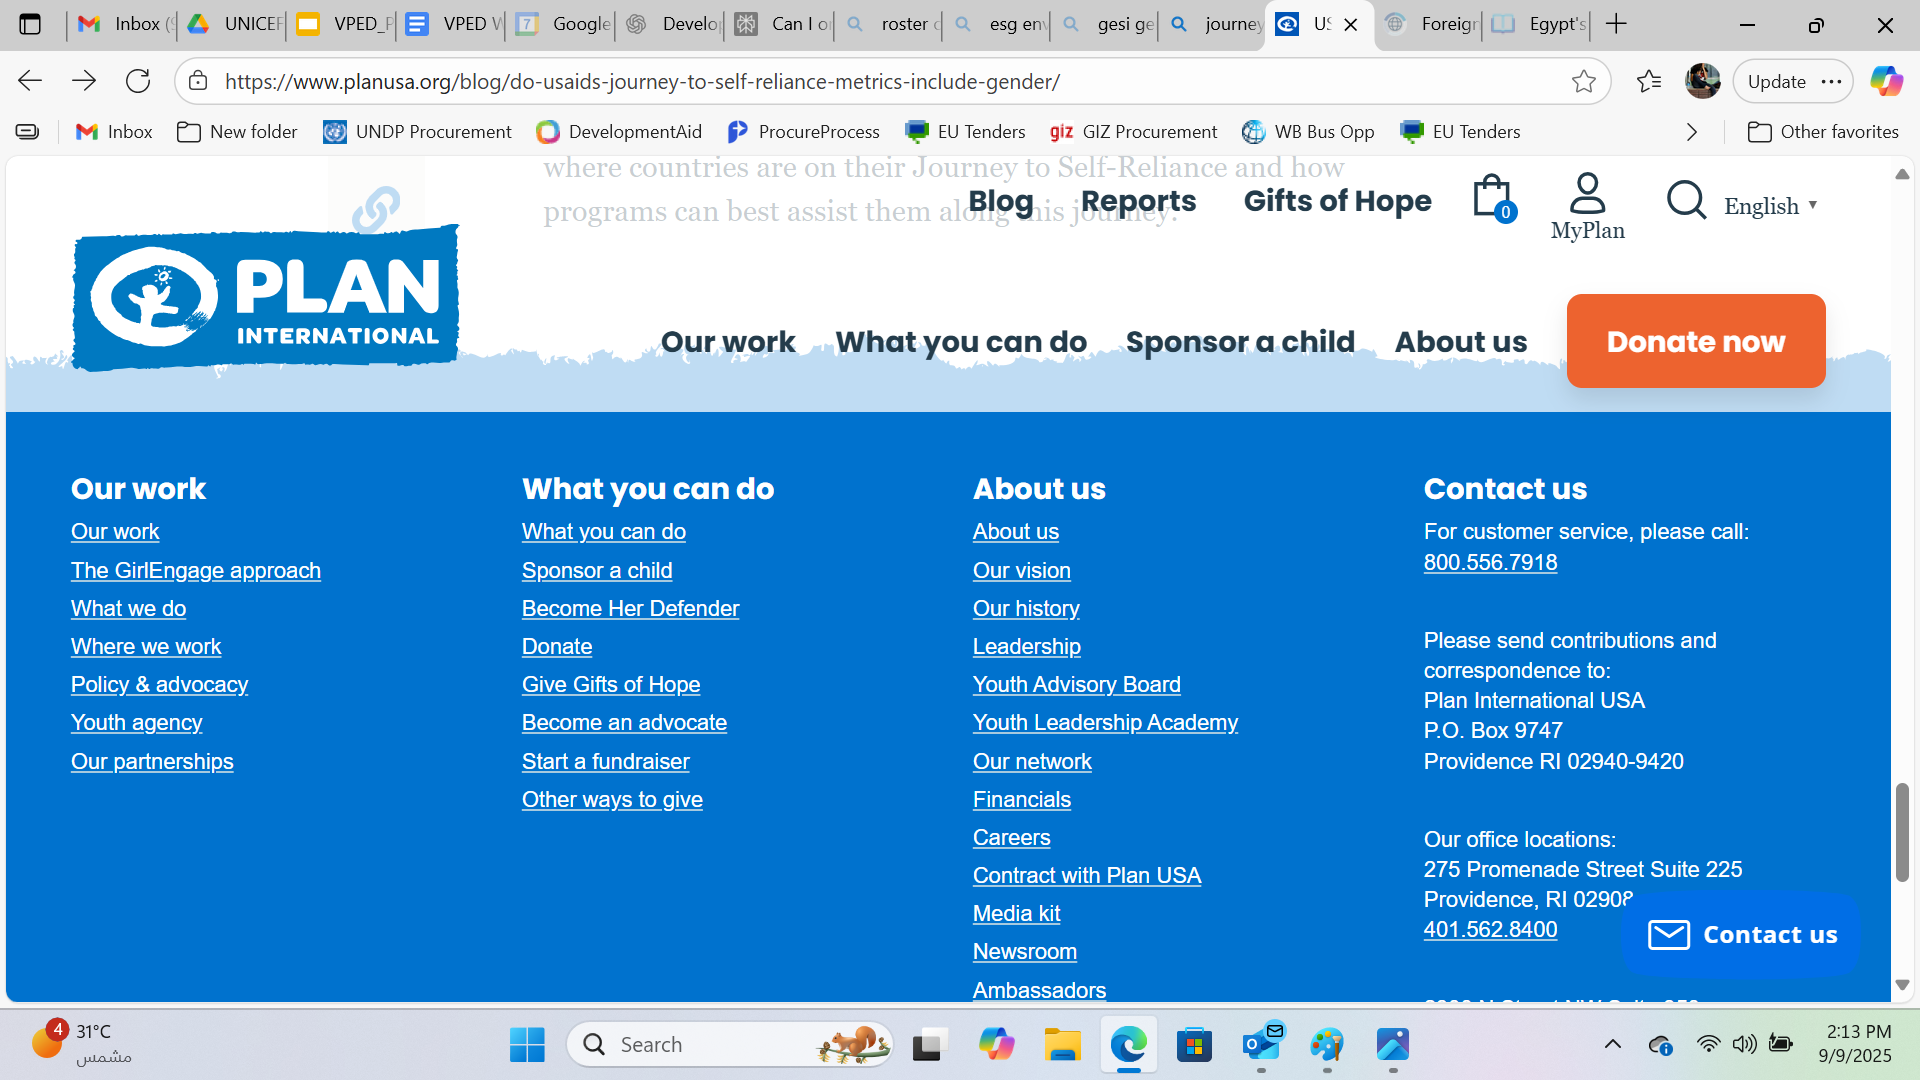 Inbox (
UNICEF
VPED_P
VPED W
Google
Develop
Can I o
roster
esg env
gesi ge
journey
US
Foreign
Egypt's
https://www.planusa.org/blog/do-usaids-journey-to-self-reliance-metrics-include-gender/
Update
Inbox
New folder
UNDP Procurement
DevelopmentAid
ProcureProcess
EU Tenders
giz GIZ Procurement
WB Bus Opp
EU Tenders
Other favorites
where countries are on their Journey to Self-Reliance and how
programs can best assist them along this journey.
Blog
Reports
Gifts of Hope
0
MyPlan
English
PLAN
INTERNATIONAL
Our work
What you can do
Sponsor a child
About us
Donate now
Our work
Our work
The GirlEngage approach
What we do
Where we work
Policy & advocacy
Youth agency
Our partnerships
What you can do
What you can do
Sponsor a child
Become Her Defender
Donate
Give Gifts of Hope
Become an advocate
Start a fundraiser
Other ways to give
About us
About us
Our vision
Our history
Leadership
Youth Advisory Board
Youth Leadership Academy
Our network
Financials
Careers
Contract with Plan USA
Media kit
Newsroom
Ambassadors
Contact us
For customer service, please call:
800.556.7918
Please send contributions and
correspondence to:
Plan International USA
P.O. Box 9747
Providence RI 02940-9420
Our office locations:
275 Promenade Street Suite 225
Providence, RI 02908
401.562.8400
Contact us
4
31°C
مشمس
Search
2:13 PM
9/9/2025